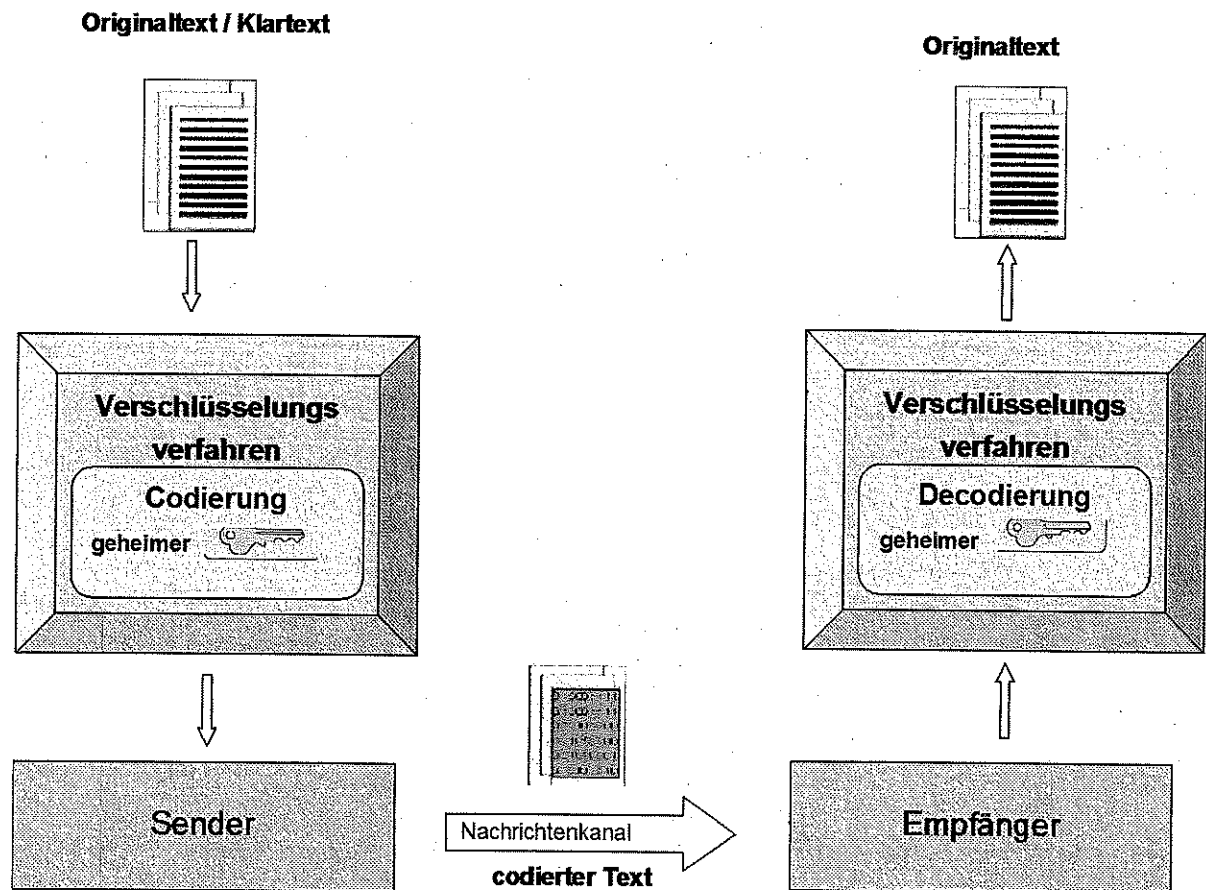 Originaltext / Klartext
Originaltext
Verschlüsselungs
verfahren
Codierung
geheimer
Verschlüsselungs
verfahren
Decodierung
geheimer
Sender
Nachrichtenkanal
codierter Text
Empfänger